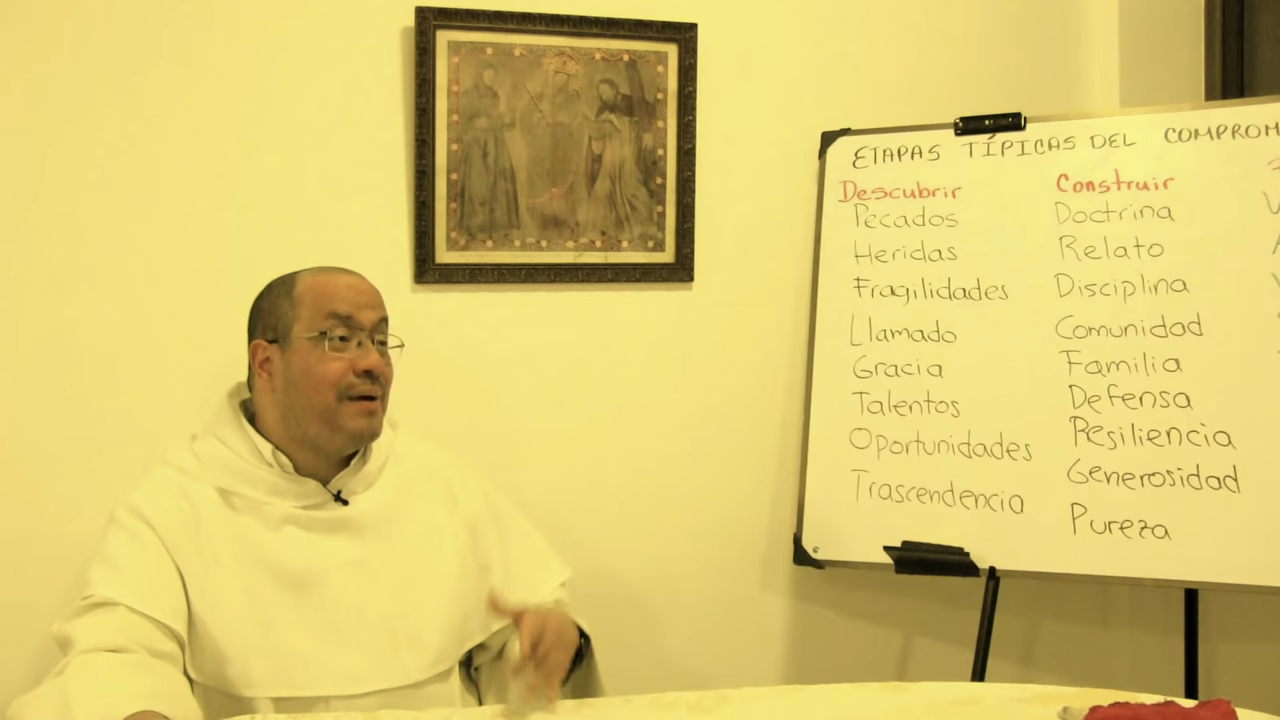 ETAPAS TÍPICAS DEL COMPROM
Descubrir
Pecados
Heridas
Fragilidades
Llamado
Gracia
Talentos
Oportunidades
Trascendencia
Construir
Doctrina
Relato
Disciplina
Comunidad
Familia
Defensa
Resiliencia
Generosidad
Pureza